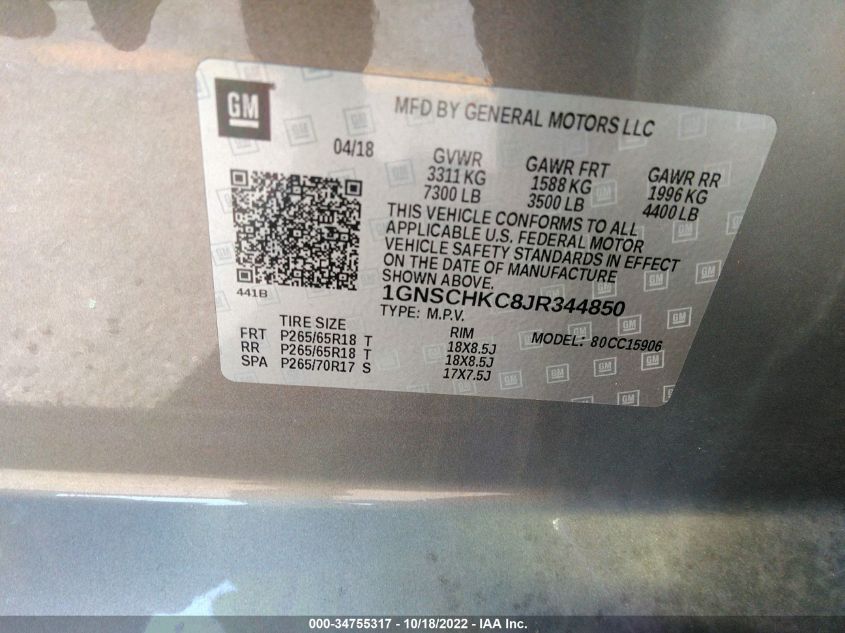 GM
MFD BY GENERAL MOTORS LLC
04/18
GVWR
3311 KG
7300 LB
GAWR FRT
1588 KG
3500 LB
GAWR RR
1996 KG
4400 LB
THIS VEHICLE CONFORMS TO ALL
APPLICABLE U.S. FEDERAL MOTOR
VEHICLE SAFETY STANDARDS IN EFFECT
ON THE DATE OF MANUFACTURE
SHOWN ABOVE.
441B
1GNSCHKC8JR344850
TYPE: M.P.V.
MODEL: 80CC15906
TIRE SIZE RIM
FRT P265/65R18 T 18X8.5J
RR P265/65R18 T 18X8.5J
SPA P265/70R17 S 17X7.5J
000-34755317 - 10/18/2022 - IAA Inc.